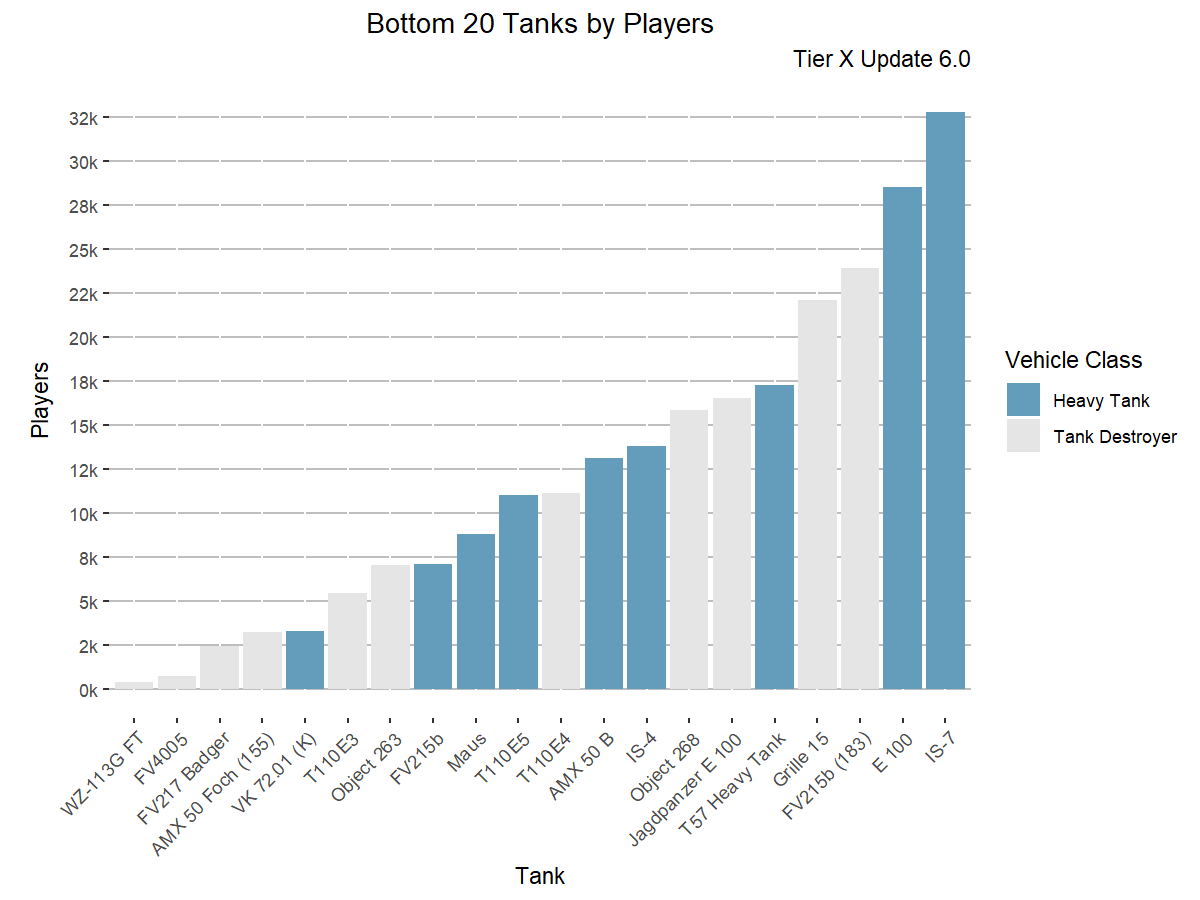 Bottom 20 Tanks by Players
Tier X Update 6.0
32k
30k
28k
25k
22k
20k
18k
15k
12k
10k
8k
5k
2k
0k
Players
WZ-113G FT
FV4005
FV217 Badger
AMX 50 Foch (155)
VK 72.01 (K)
T110E3
Object 263
FV215b
Maus
T110E5
T110E4
AMX 50 B
IS-4
Object 268
Jagdpanzer E 100
T57 Heavy Tank
Grille 15
FV215b (183)
E 100
IS-7
Tank
Vehicle Class
Heavy Tank
Tank Destroyer